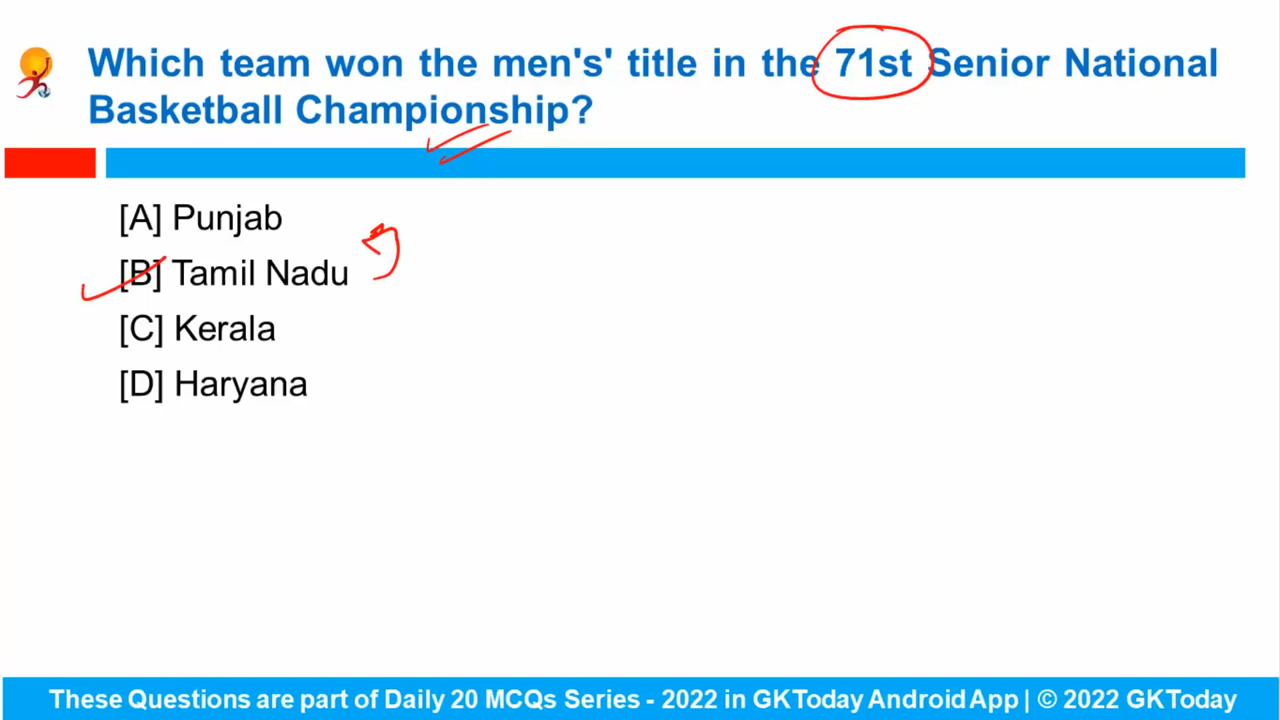 Which team won the men's' title in the 71st Senior National
Basketball Championship?
[A] Punjab
[B] Tamil Nadu
[C] Kerala
[D] Haryana
These Questions are part of Daily 20 MCQs Series - 2022 in GKToday Android App | © 2022 GKToday